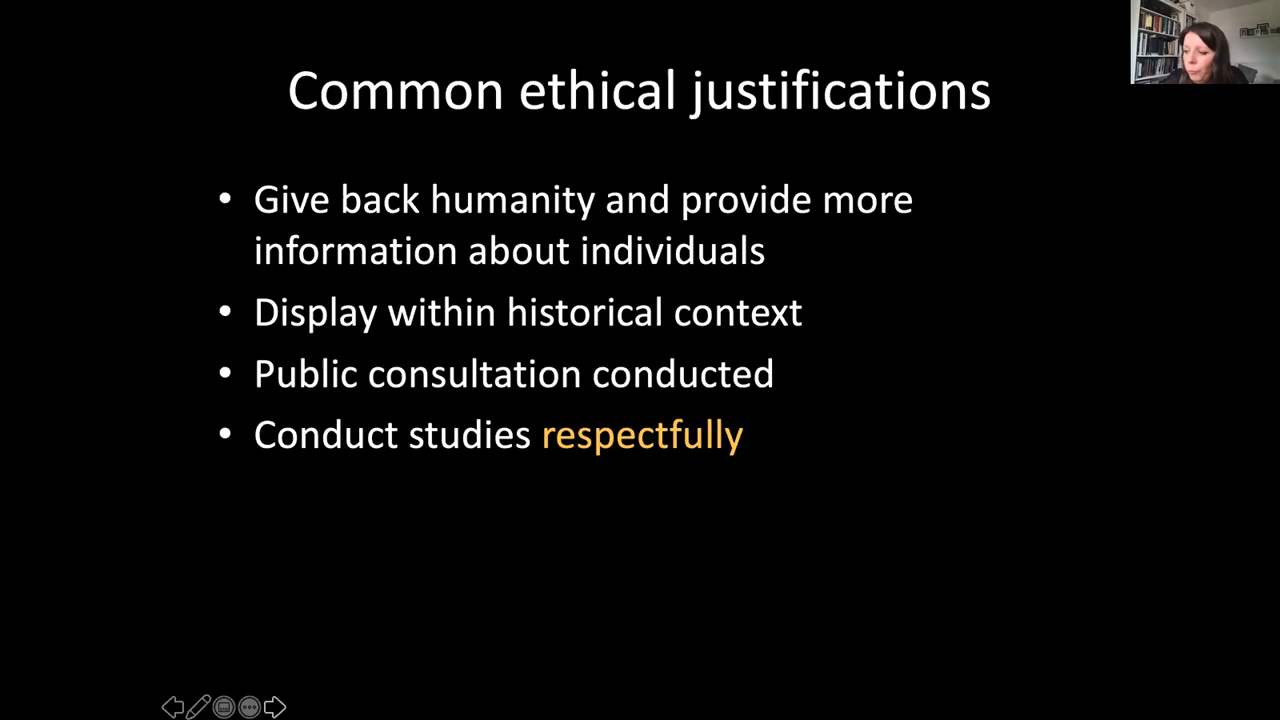 Common ethical justifications
• Give back humanity and provide more
information about individuals
• Display within historical context
• Public consultation conducted
• Conduct studies respectfully